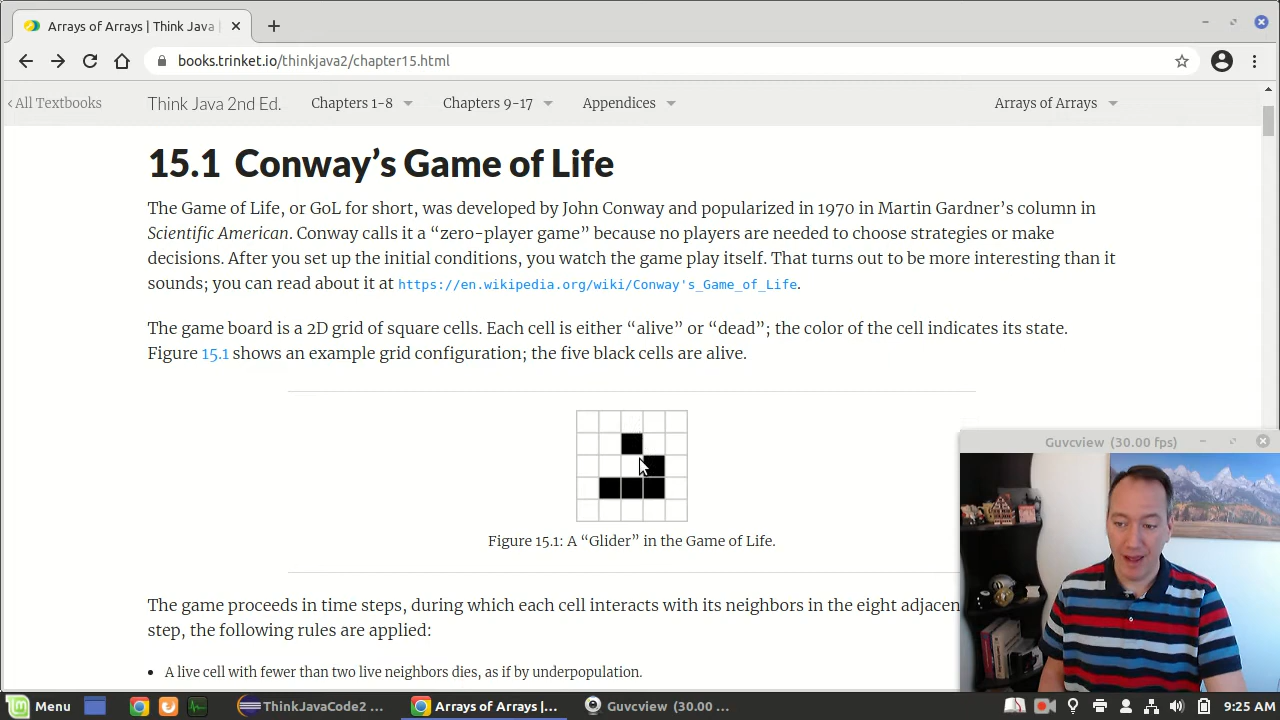 Arrays of Arrays | Think Java |
books.trinket.io/thinkjava2/chapter15.html
‹ All Textbooks Think Java 2nd Ed. Chapters 1-8 Chapters 9-17 Appendices Arrays of Arrays
15.1 Conway’s Game of Life
The Game of Life, or GoL for short, was developed by John Conway and popularized in 1970 in Martin Gardner’s column in
Scientific American. Conway calls it a “zero-player game” because no players are needed to choose strategies or make
decisions. After you set up the initial conditions, you watch the game play itself. That turns out to be more interesting than it
sounds; you can read about it at https://en.wikipedia.org/wiki/Conway's_Game_of_Life.
The game board is a 2D grid of square cells. Each cell is either “alive” or “dead”; the color of the cell indicates its state.
Figure 15.1 shows an example grid configuration; the five black cells are alive.
Figure 15.1: A “Glider” in the Game of Life.
Guvcview (30.00 fps)
The game proceeds in time steps, during which each cell interacts with its neighbors in the eight adjacen
step, the following rules are applied:
• A live cell with fewer than two live neighbors dies, as if by underpopulation.
Menu ThinkJavaCode2 ... Arrays of Arrays |... Guvcview (30.00 ... 9:25 AM